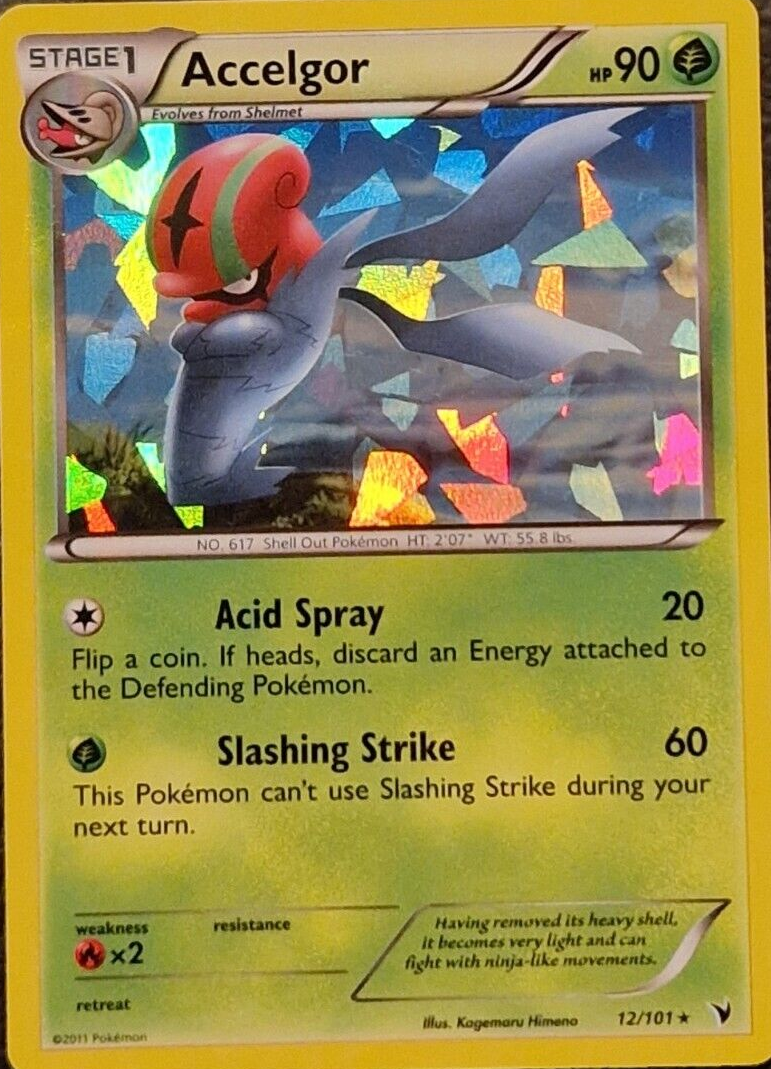 STAGE1
Accelgor
HP 90
Evolves from Shelmet
NO. 617 Shell Out Pokémon HT: 2'07" WT: 55.8 lbs.
Acid Spray 20
Flip a coin. If heads, discard an Energy attached to
the Defending Pokémon.
Slashing Strike 60
This Pokémon can't use Slashing Strike during your
next turn.
weakness resistance
×2
retreat
Having removed its heavy shell,
it becomes very light and can
fight with ninja-like movements.
Illus. Kagemaru Himeno 12/101 ★
©2011 Pokémon